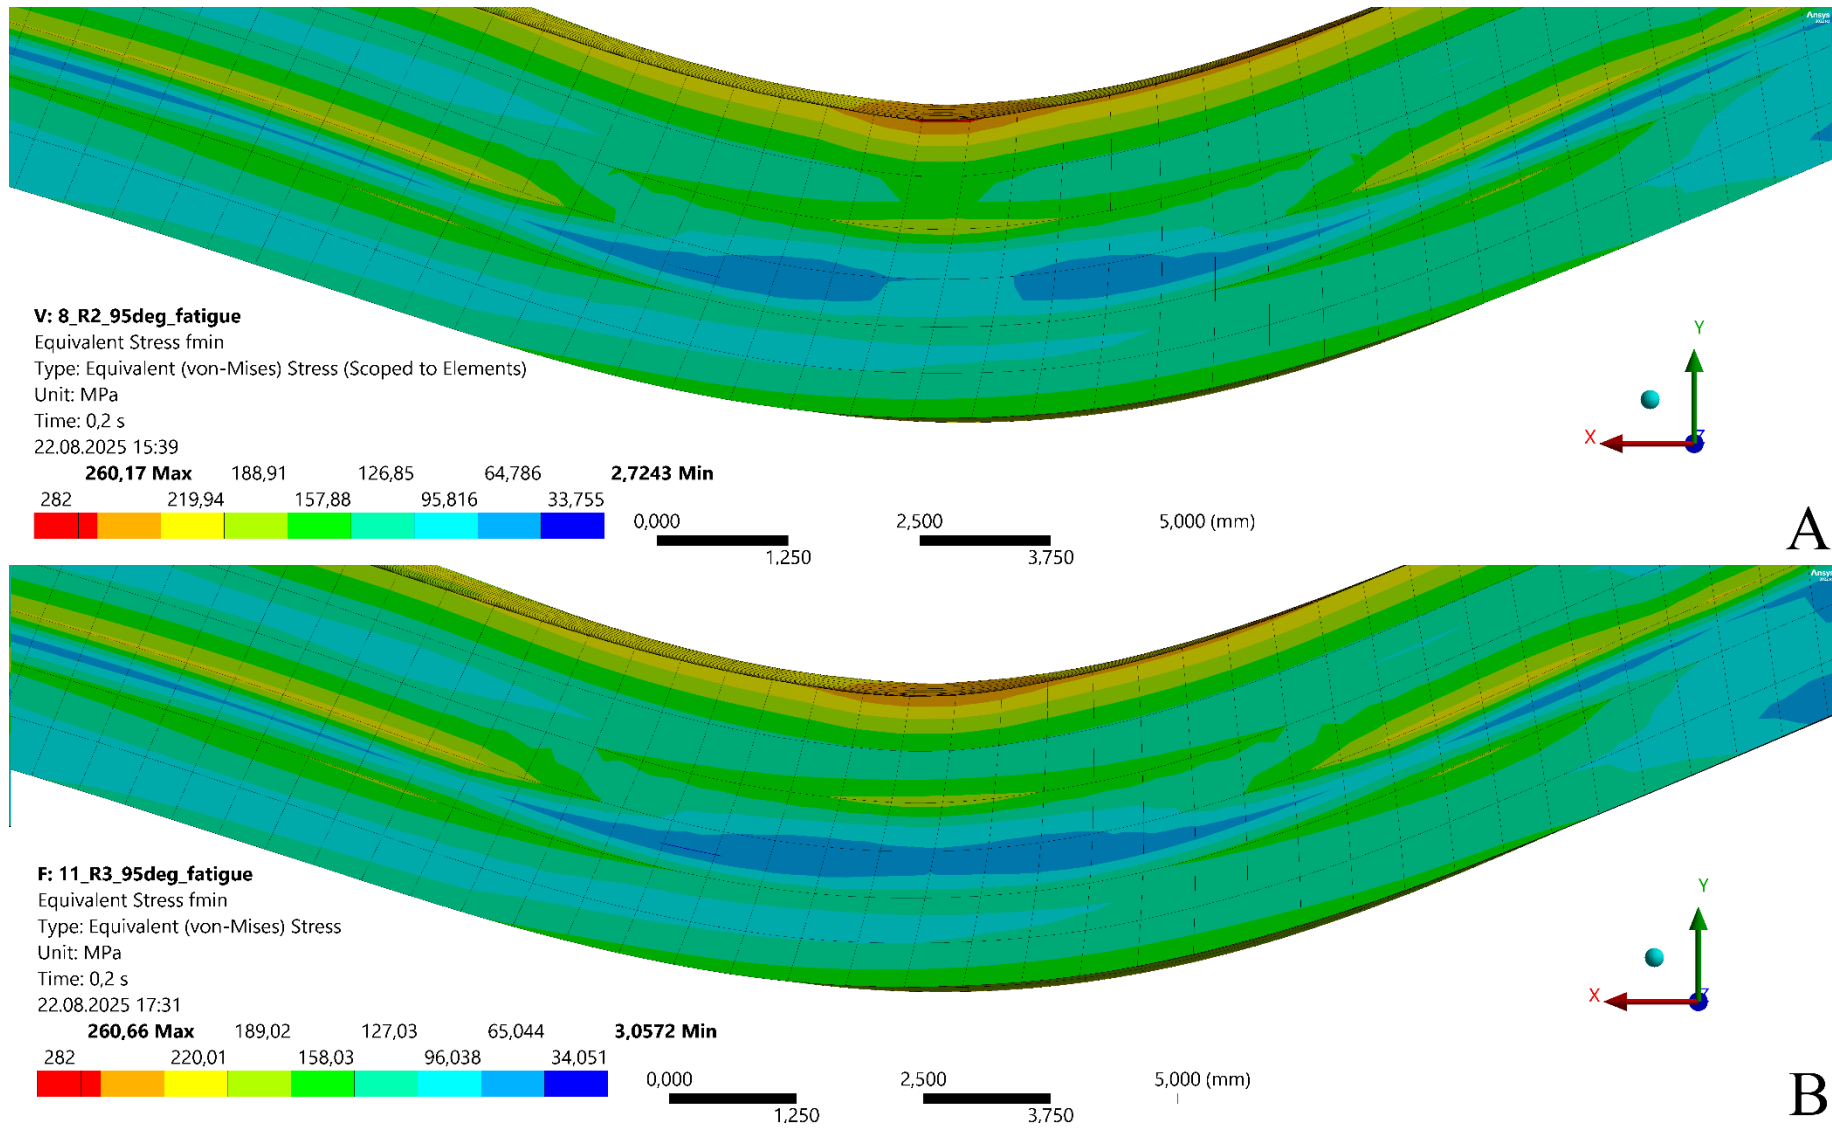 Ansys
V: 8_R2_95deg_fatigue
Equivalent Stress fmin
Type: Equivalent (von-Mises) Stress (Scoped to Elements)
Unit: MPa
Time: 0,2 s
22.08.2025 15:39
260,17 Max 188,91 126,85 64,786 2,7243 Min
282 219,94 157,88 95,816 33,755
0,000 2,500 5,000 (mm)
1,250 3,750
Y
X
Z
A
Ansys
F: 11_R3_95deg_fatigue
Equivalent Stress fmin
Type: Equivalent (von-Mises) Stress
Unit: MPa
Time: 0,2 s
22.08.2025 17:31
260,66 Max 189,02 127,03 65,044 3,0572 Min
282 220,01 158,03 96,038 34,051
0,000 2,500 5,000 (mm)
1,250 3,750
Y
X
Z
B